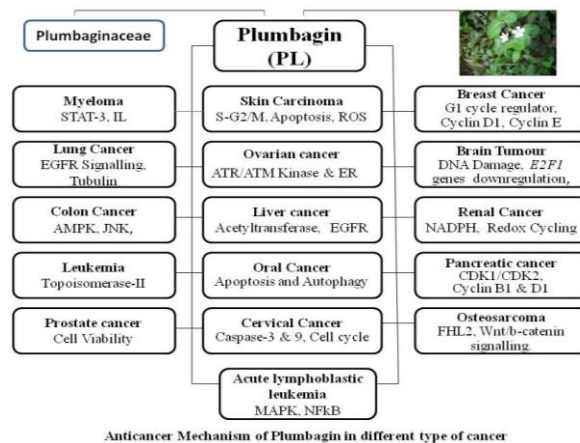 Plumbaginaceae
Plumbagin
(PL)
Myeloma
STAT-3, IL
Skin Carcinoma
S-G2/M, Apoptosis, ROS
Breast Cancer
G1 cycle regulator,
Cyclin D1, Cyclin E
Lung Cancer
EGFR Signalling,
Tubulin
Ovarian cancer
ATR/ATM Kinase & ER
Brain Tumour
DNA Damage, E2F1
genes downregulation,
Colon Cancer
AMPK, JNK,
Liver cancer
Acetyltransferase, EGFR
Renal Cancer
NADPH, Redox Cycling
Leukemia
Topoisomerase-II
Oral Cancer
Apoptosis and Autophagy
Pancreatic cancer
CDK1/CDK2,
Cyclin B1 & D1
Prostate cancer
Cell Viability
Cervical Cancer
Caspase-3 & 9, Cell cycle
Osteosarcoma
FHL2, Wnt/b-catenin
signalling.
Acute lymphoblastic
leukemia
MAPK, NFkB
Anticancer Mechanism of Plumbagin in different type of cancer